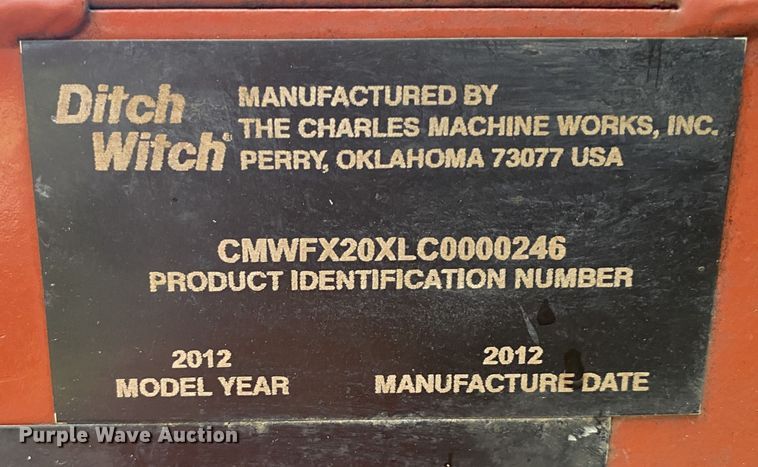 Ditch
Witch®
MANUFACTURED BY
THE CHARLES MACHINE WORKS, INC.
PERRY, OKLAHOMA 73077 USA
CMWFX20XLC0000246
PRODUCT IDENTIFICATION NUMBER
2012
MODEL YEAR
2012
MANUFACTURE DATE
Purple Wave Auction